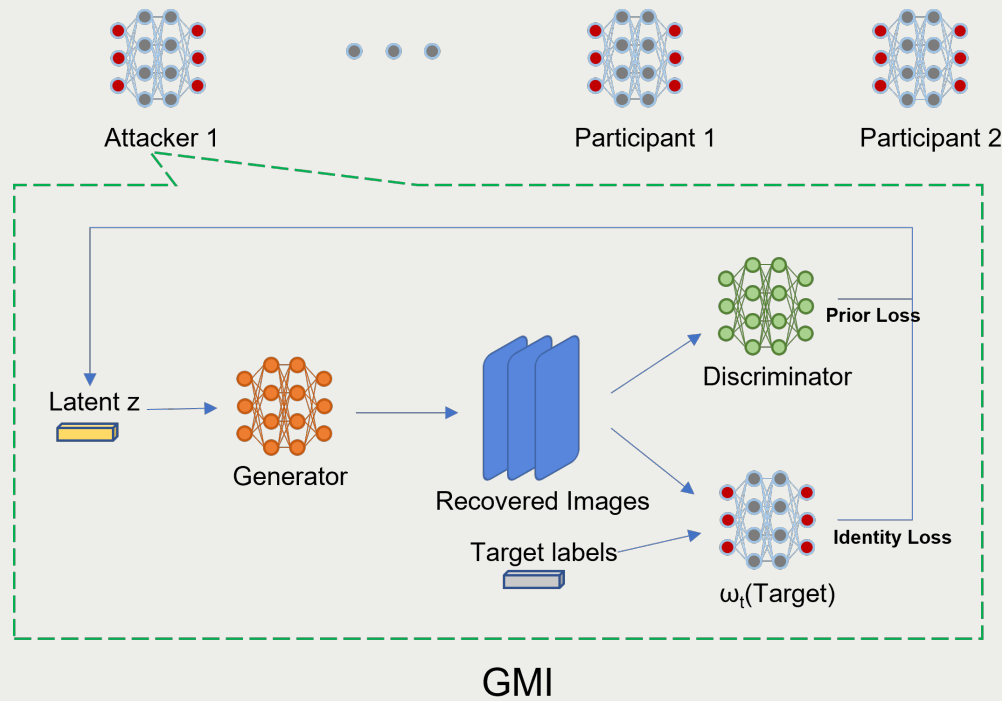 Attacker 1
Participant 1
Participant 2
Prior Loss
Discriminator
Latent z
Generator
Recovered Images
Target labels
Identity Loss
ωt(Target)
GMI